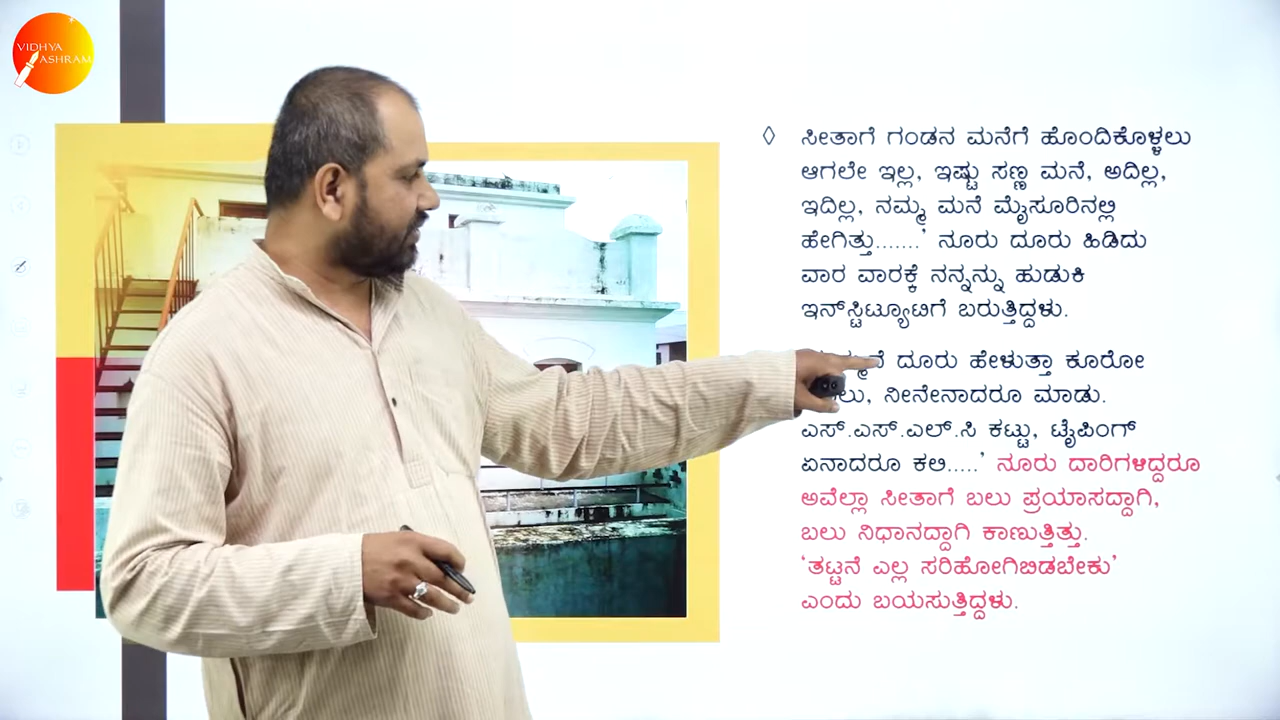 VIDHYA
ASHRAM
◊ ಸೀತಾಗೆ ಗಂಡನ ಮನೆಗೆ ಹೊಂದಿಕೊಳ್ಳಲು
ಆಗಲೇ ಇಲ್ಲ, ಇಷ್ಟು ಸಣ್ಣ ಮನೆ, ಅದಿಲ್ಲ,
ಇದಿಲ್ಲ, ನಮ್ಮ ಮನೆ ಮೈಸೂರಿನಲ್ಲಿ
ಹೇಗಿತ್ತು.......' ನೂರು ದೂರು ಹಿಡಿದು
ವಾರ ವಾರಕ್ಕೆ ನನ್ನನ್ನು ಹುಡುಕಿ
ಇನ್‌ಸ್ಟಿಟ್ಯೂಟಿಗೆ ಬರುತ್ತಿದ್ದಳು.
ದೂರು ಹೇಳುತ್ತಾ ಕೂರೋ
ನೀನೇನಾದರೂ ಮಾಡು.
ಎಸ್.ಎಸ್.ಎಲ್.ಸಿ ಕಟ್ಟು, ಟೈಪಿಂಗ್
ಏನಾದರೂ ಕಲಿ.....' ನೂರು ದಾರಿಗಳಿದ್ದರೂ
ಅವೆಲ್ಲಾ ಸೀತಾಗೆ ಬಲು ಪ್ರಯಾಸದ್ದಾಗಿ,
ಬಲು ನಿಧಾನದ್ದಾಗಿ ಕಾಣುತ್ತಿತ್ತು.
'ತಟ್ಟನೆ ಎಲ್ಲ ಸರಿಹೋಗಿಬಿಡಬೇಕು'
ಎಂದು ಬಯಸುತ್ತಿದ್ದಳು.